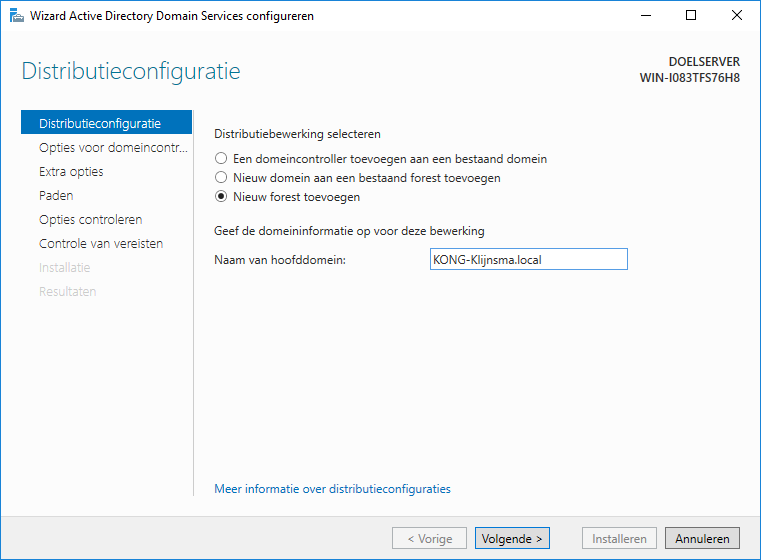 Wizard Active Directory Domain Services configureren
Distributieconfiguratie
DOELSERVER
WIN-I083TFS76H8
Distributieconfiguratie
Opties voor domeincontr...
Extra opties
Paden
Opties controleren
Controle van vereisten
Installatie
Resultaten
Distributiebewerking selecteren
Een domeincontroller toevoegen aan een bestaand domein
Nieuw domein aan een bestaand forest toevoegen
Nieuw forest toevoegen
Geef de domeininformatie op voor deze bewerking
Naam van hoofddomein: KONG-Klijnsma.local
Meer informatie over distributieconfiguraties
< Vorige Volgende > Installeren Annuleren